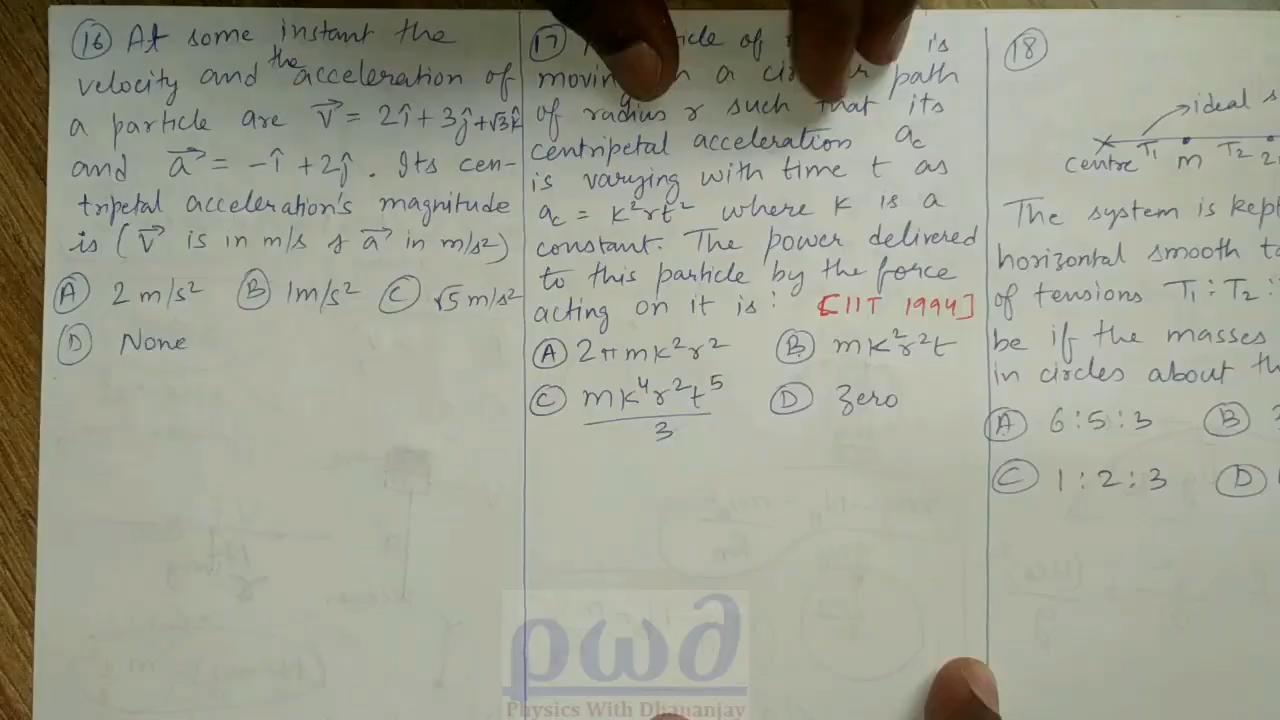 16 At some instant the
velocity and the acceleration of
a particle are v⃗ = 2î + 3ĵ + √3k̂
and a⃗ = -î + 2ĵ . Its cen-
tripetal acceleration's magnitude
is (v⃗ is in m/s & a⃗ in m/s²)
A 2 m/s² B 1m/s² C √5 m/s²
D None
17 of is
a path
of radius r such that its
centripetal acceleration ac
is varying with time t as
ac = k²rt² where k is a
constant. The power delivered
to this particle by the force
acting on it is : [IIT 1994]
A 2πmk²r² B mk²r²t
C mk⁴r²t⁵/3 D Zero
18
ideal
centre T1 m T2
The system is kept
horizontal smooth
of tensions T1 : T2 :
be if the masses
in circles about
A 6:5:3 B
C 1:2:3 D
pwd
Physics With Dhananjay